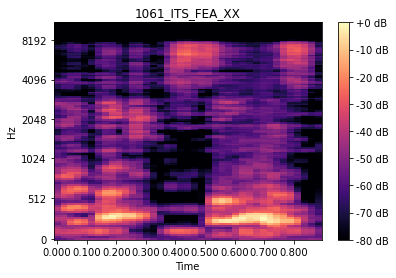 1061_ITS_FEA_XX
+0 dB
8192
-10 dB
4096
-20 dB
-30 dB
2048
Hz
-40 dB
1024
-50 dB
512
-60 dB
-70 dB
0
-80 dB
0.000 0.100 0.200 0.300 0.400 0.500 0.600 0.700 0.800
Time